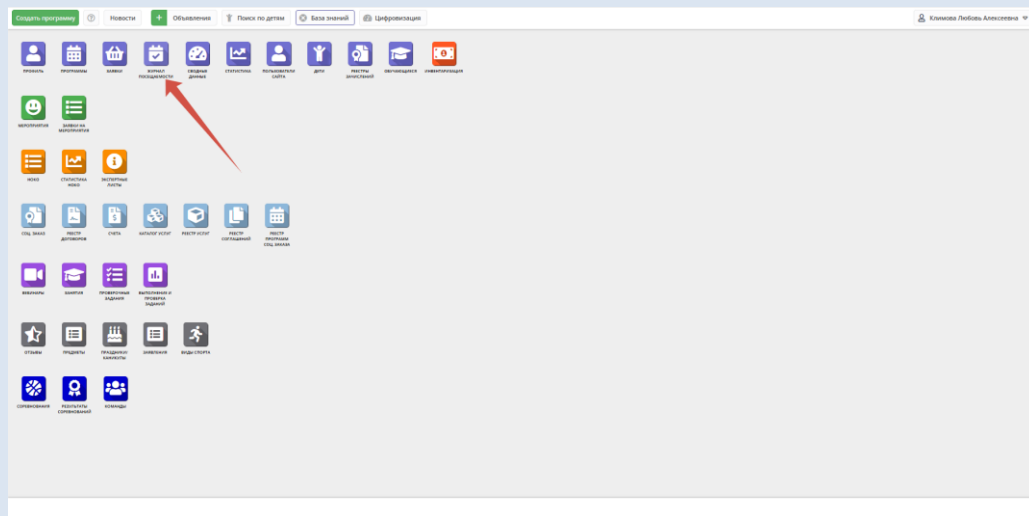 Создать программу
Новости
Объявления
Поиск по детям
База знаний
Цифровизация
Климова Любовь Алексеевна
ПРОФИЛЬ
ПРОГРАММЫ
ЗАЯВКИ
ЖУРНАЛ
ПОСЕЩАЕМОСТИ
СВОДНЫЕ
ДАННЫЕ
СТАТИСТИКА
ПОЛЬЗОВАТЕЛИ
САЙТА
ДЕТИ
РЕЕСТРЫ
ЗАЧИСЛЕНИЙ
ОБУЧАЮЩИЕСЯ
ИНВЕНТАРИЗАЦИЯ
МЕРОПРИЯТИЯ
ЗАЯВКИ НА
МЕРОПРИЯТИЯ
НОКО
СТАТИСТИКА
НОКО
ЭКСПЕРТНЫЕ
ЛИСТЫ
СОЦ. ЗАКАЗ
РЕЕСТР
ДОГОВОРОВ
СЧЕТА
КАТАЛОГ УСЛУГ
РЕЕСТР УСЛУГ
РЕЕСТР
СОГЛАШЕНИЙ
РЕЕСТР
ПРОГРАММ
СОЦ. ЗАКАЗА
ВЕБИНАРЫ
ЗАНЯТИЯ
ПРОВЕРОЧНЫЕ
ЗАДАНИЯ
ВЫПОЛНЕНИЕ И
ПРОВЕРКА
ЗАДАНИЙ
ОТЗЫВЫ
ПРЕДМЕТЫ
ПРАЗДНИКИ/
КАНИКУЛЫ
ЗАЯВЛЕНИЯ
ВИДЫ СПОРТА
СОРЕВНОВАНИЯ
РЕЗУЛЬТАТЫ
СОРЕВНОВАНИЙ
КОМАНДЫ